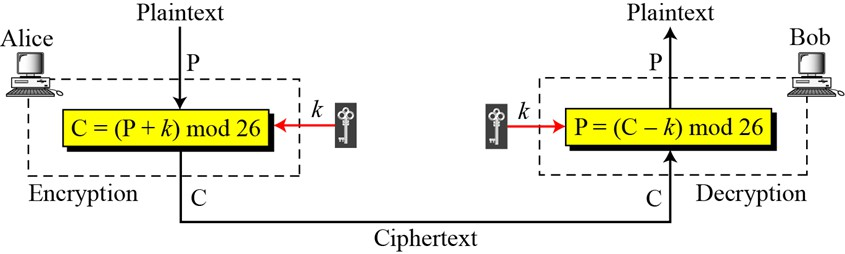 Plaintext
Plaintext
Alice
Bob
P
P
k
k
C = (P + k) mod 26
P = (C – k) mod 26
Encryption
C
C
Decryption
Ciphertext